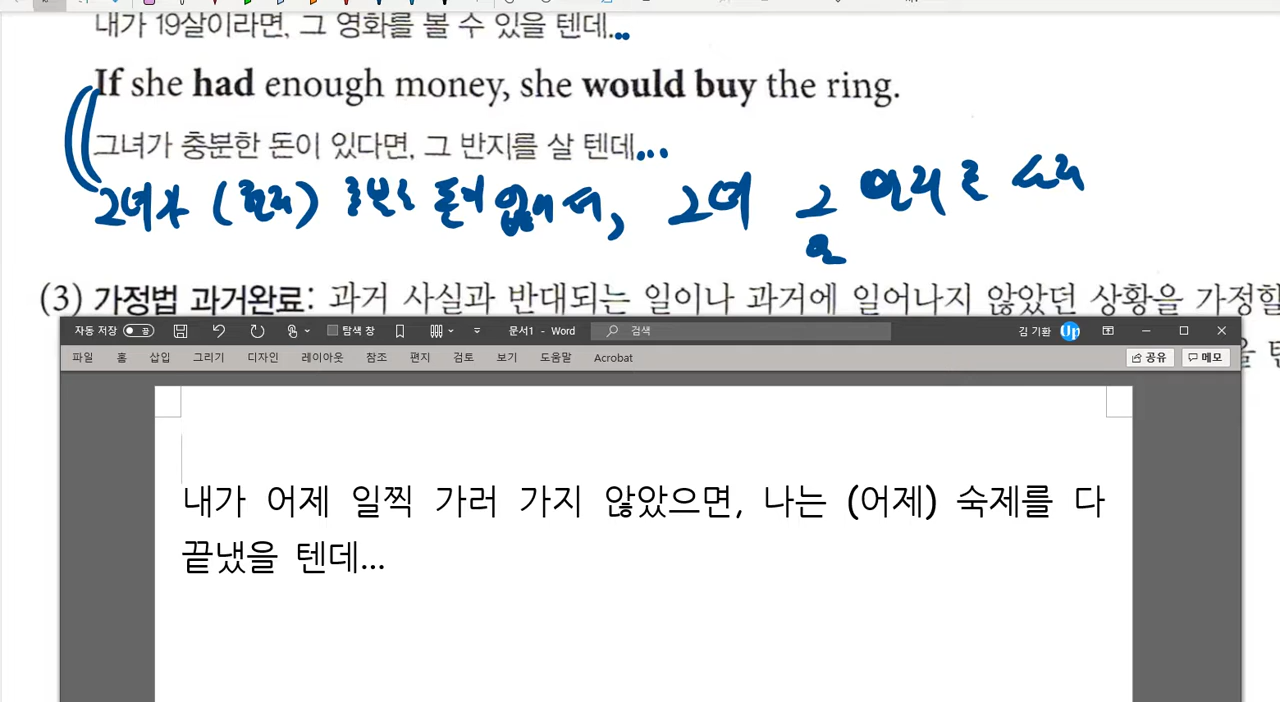 내가 19살이라면, 그 영화를 볼 수 있을 텐데...
If she had enough money, she would buy the ring.
그녀가 충분한 돈이 있다면, 그 반지를 살 텐데...
그녀가 돈이 없어서, 그녀
(3) 가정법 과거완료: 과거 사실과 반대되는 일이나 과거에 일어나지 않았던 상황을 가정할
자동 저장 탐색 창 문서1 - Word 검색 김 기환 Up
파일 홈 삽입 그리기 디자인 레이아웃 참조 편지 검토 보기 도움말 Acrobat 공유 메모
내가 어제 일찍 가러 가지 않았으면, 나는 (어제) 숙제를 다
끝냈을 텐데...